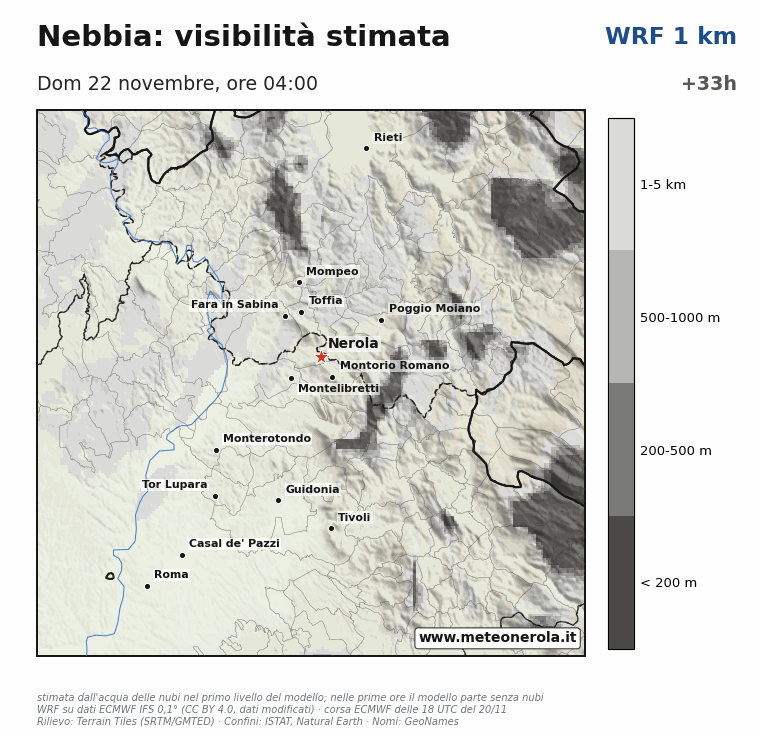 Nebbia: visibilità stimata
WRF 1 km
Dom 22 novembre, ore 04:00
+33h
Rieti
1-5 km
Mompeo
Fara in Sabina
Toffia
Poggio Moiano
500-1000 m
Nerola
Montorio Romano
Montelibretti
Monterotondo
200-500 m
Tor Lupara
Guidonia
Tivoli
Casal de' Pazzi
Roma
< 200 m
www.meteonerola.it
stimata dall'acqua delle nubi nel primo livello del modello; nelle prime ore il modello parte senza nubi
WRF su dati ECMWF IFS 0,1° (CC BY 4.0, dati modificati) · corsa ECMWF delle 18 UTC del 20/11
Rilievo: Terrain Tiles (SRTM/GMTED) · Confini: ISTAT, Natural Earth · Nomi: GeoNames